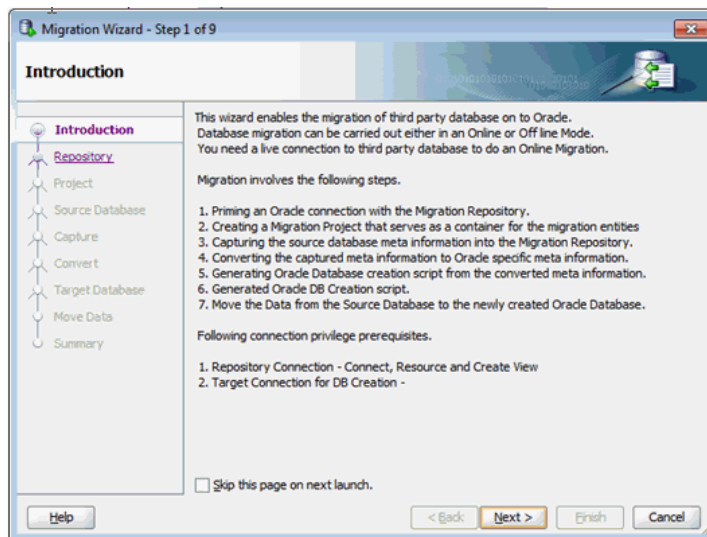 Migration Wizard - Step 1 of 9
Introduction
Introduction
Repository
Project
Source Database
Capture
Convert
Target Database
Move Data
Summary
This wizard enables the migration of third party database on to Oracle.
Database migration can be carried out either in an Online or Off line Mode.
You need a live connection to third party database to do an Online Migration.
Migration involves the following steps.
1. Priming an Oracle connection with the Migration Repository.
2. Creating a Migration Project that serves as a container for the migration entities
3. Capturing the source database meta information into the Migration Repository.
4. Converting the captured meta information to Oracle specific meta information.
5. Generating Oracle Database creation script from the converted meta information.
6. Generated Oracle DB Creation script.
7. Move the Data from the Source Database to the newly created Oracle Database.
Following connection privilege prerequisites.
1. Repository Connection - Connect, Resource and Create View
2. Target Connection for DB Creation -
Skip this page on next launch.
Help
< Back
Next >
Finish
Cancel